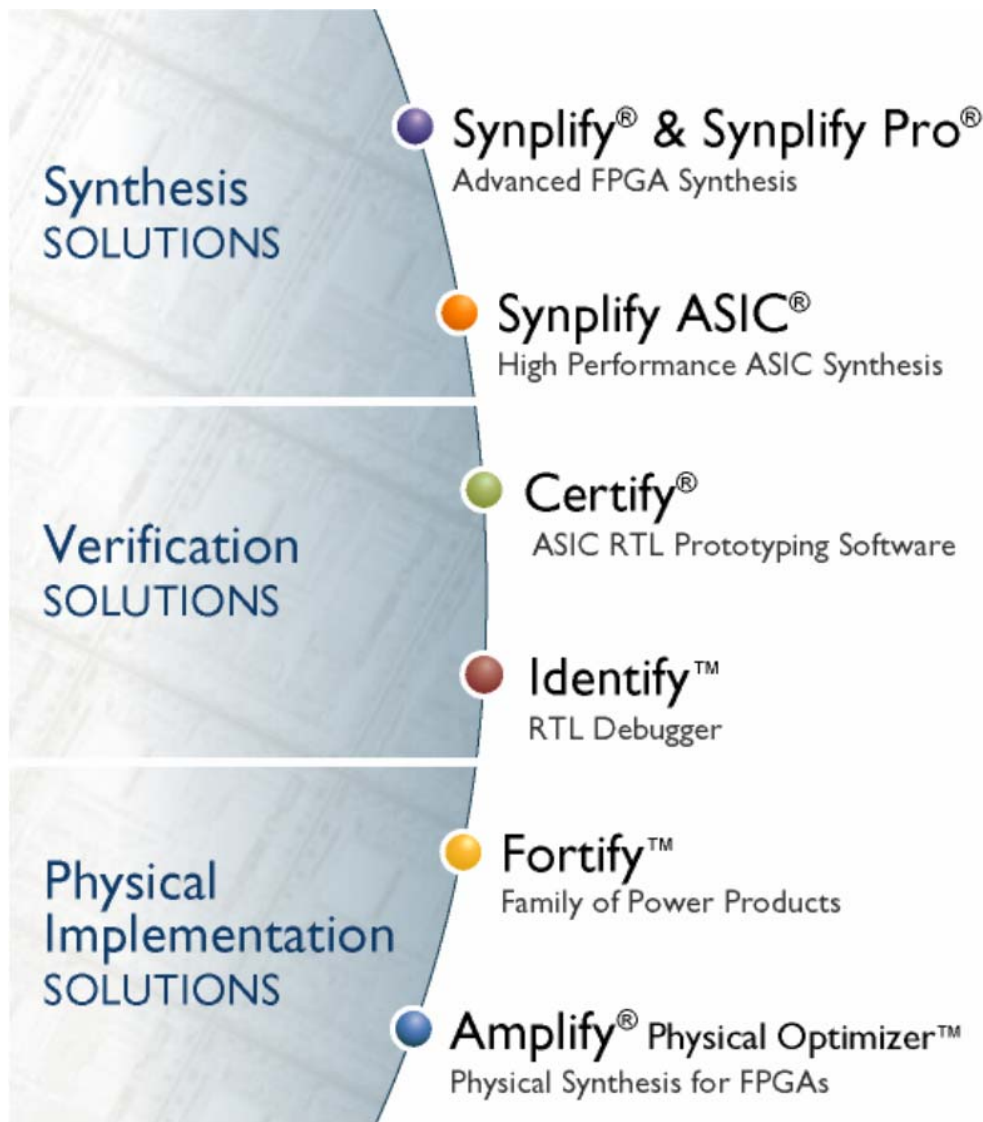 Synthesis
SOLUTIONS
Synplify® & Synplify Pro®
Advanced FPGA Synthesis
Synplify ASIC®
High Performance ASIC Synthesis
Verification
SOLUTIONS
Certify®
ASIC RTL Prototyping Software
Identify™
RTL Debugger
Physical
Implementation
SOLUTIONS
Fortify™
Family of Power Products
Amplify® Physical Optimizer™
Physical Synthesis for FPGAs